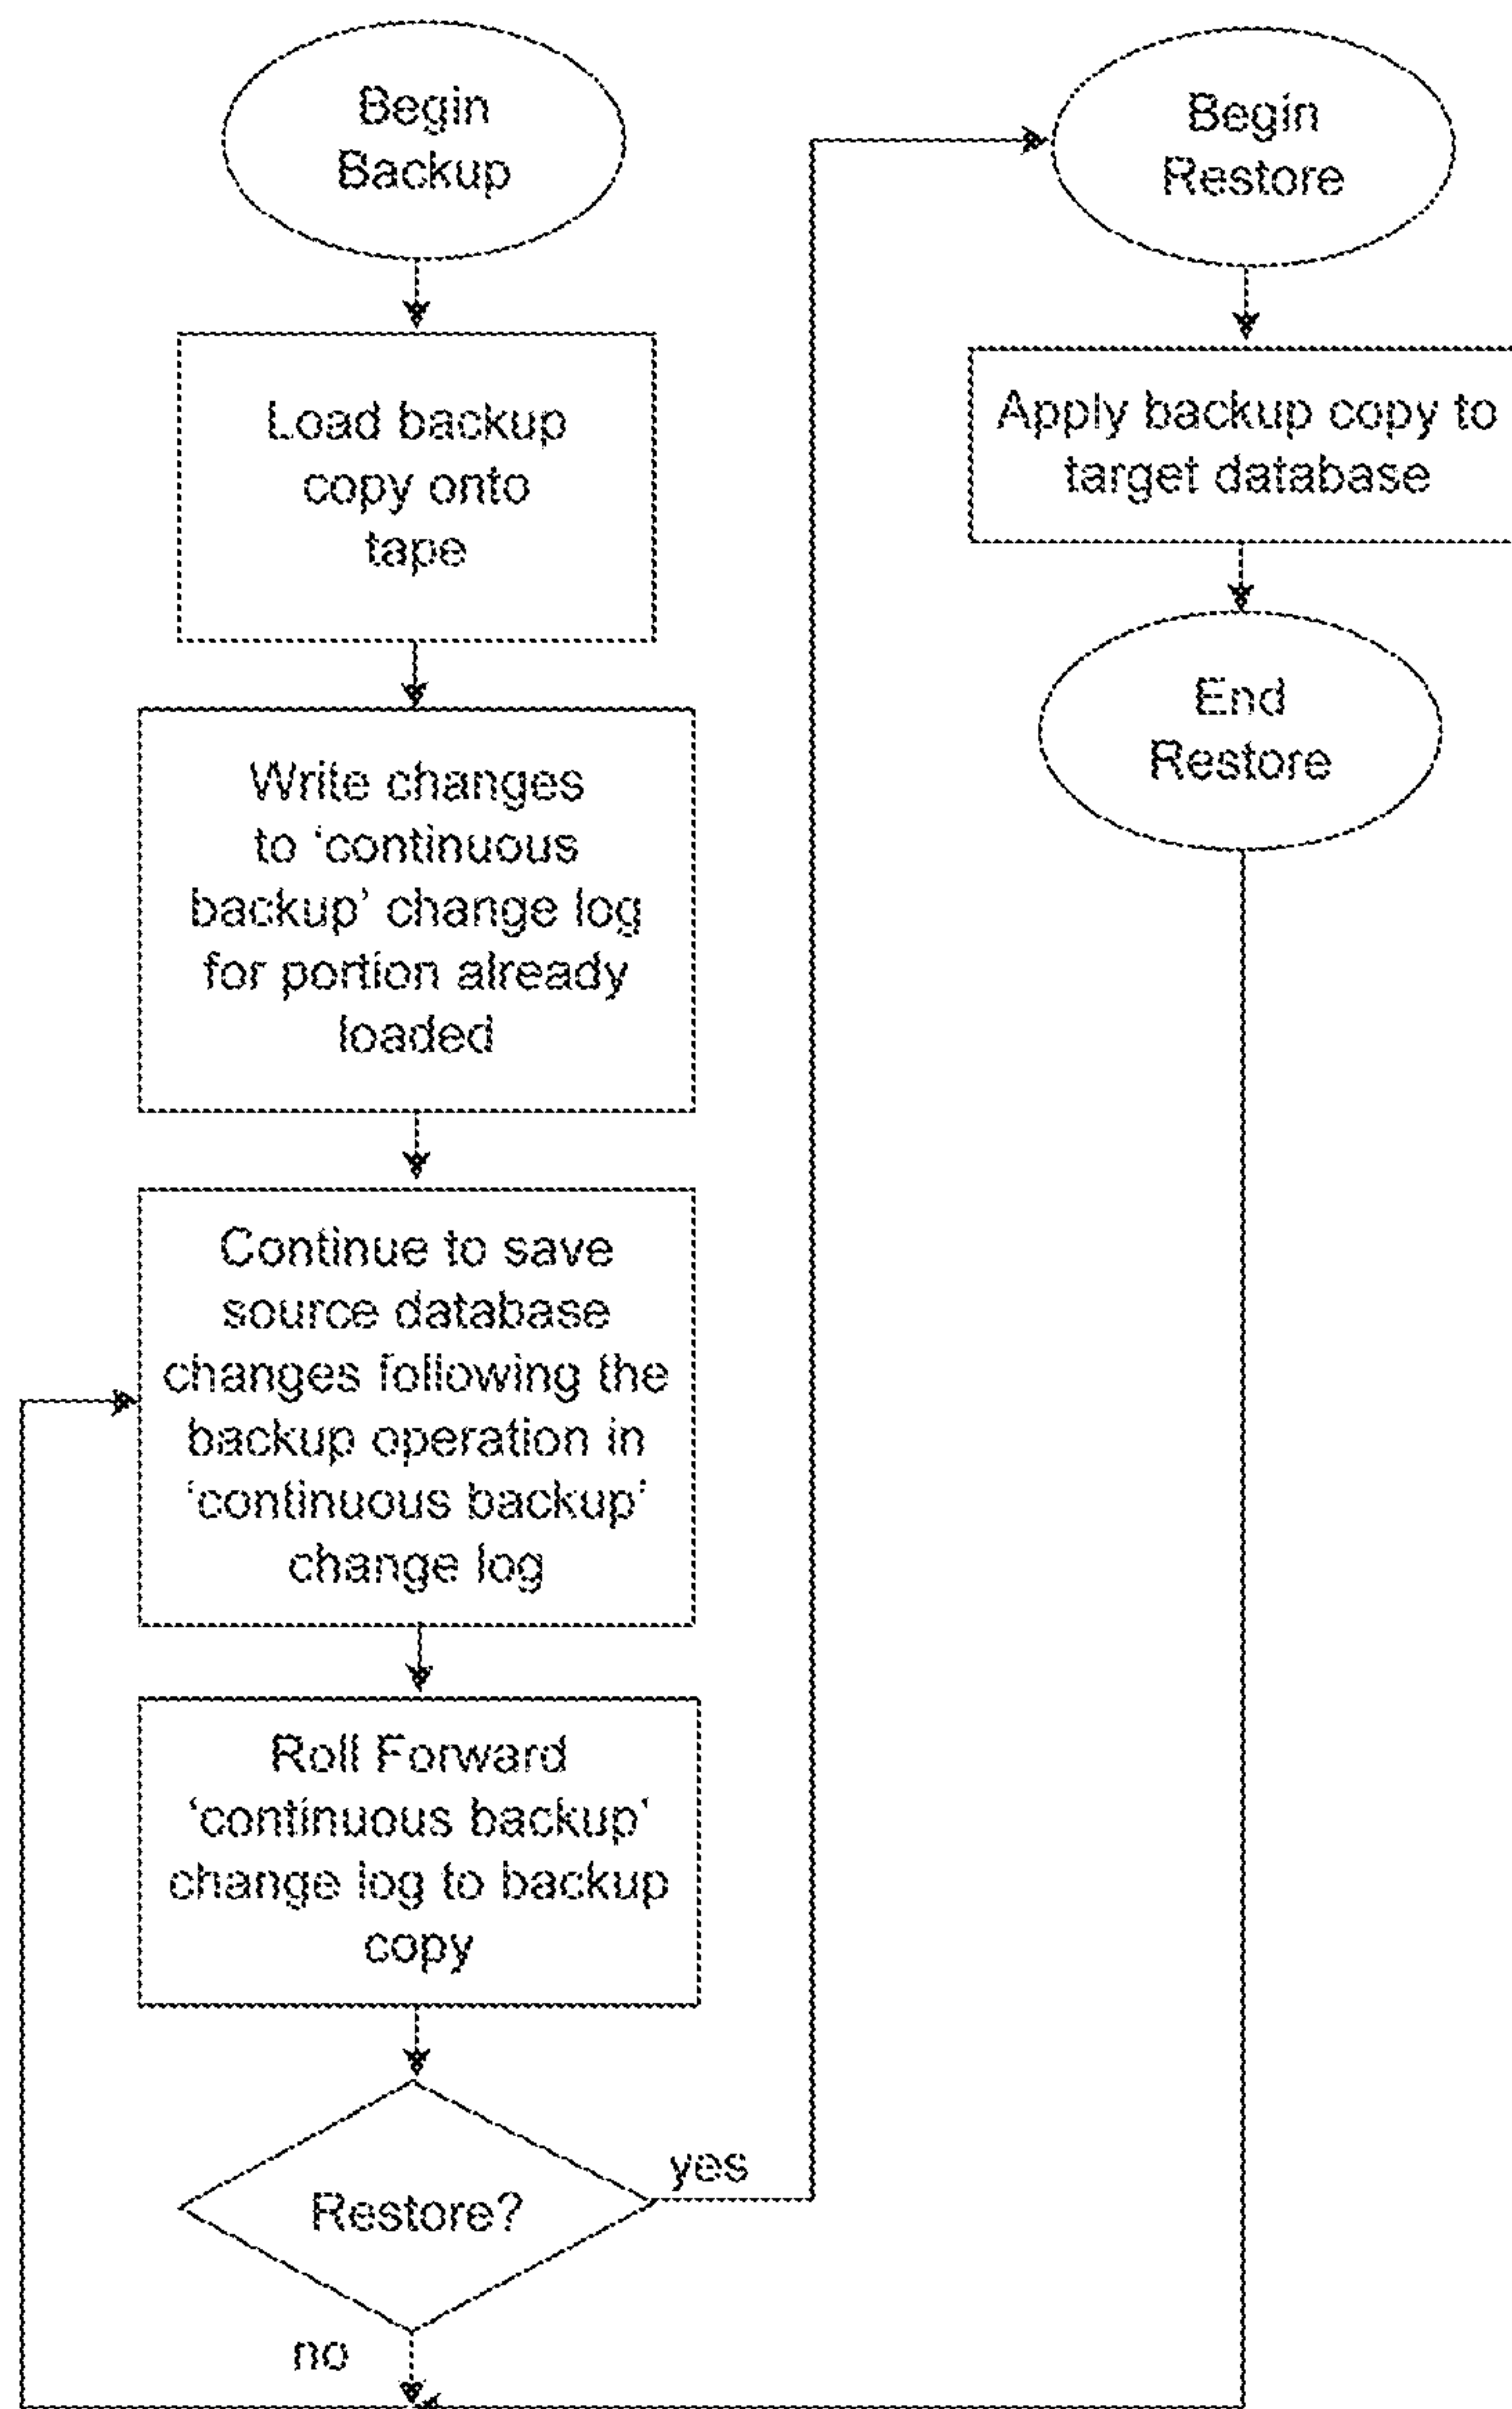 Begin
Backup
Load backup
copy onto
tape
Write changes
to ‘continuous
backup’ change log
for portion already
loaded
Continue to save
source database
changes following the
backup operation in
‘continuous backup’
change log
Roll Forward
‘continuous backup’
change log to backup
copy
Restore?
yes
no
Begin
Restore
Apply backup copy to
target database
End
Restore